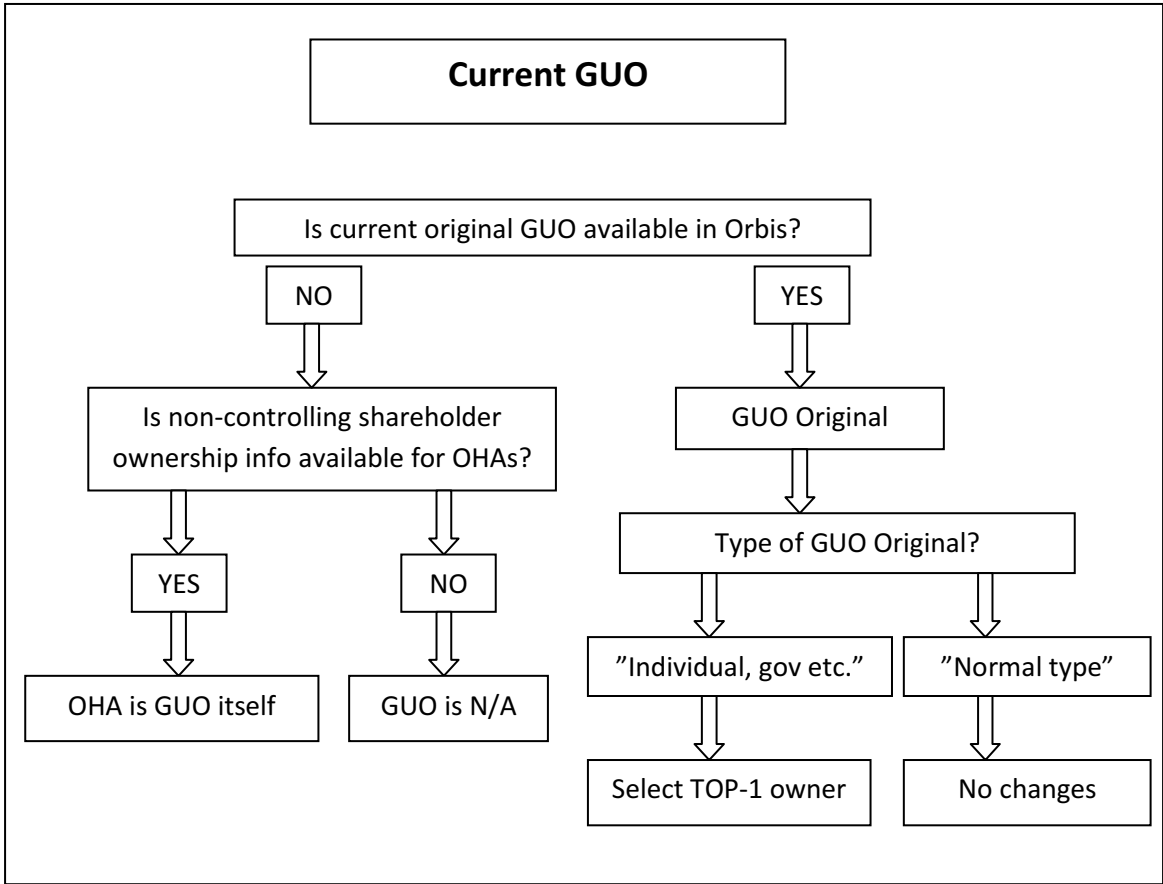 Current GUO
Is current original GUO available in Orbis?
NO
YES
Is non-controlling shareholder
ownership info available for OHAs?
GUO Original
Type of GUO Original?
YES
NO
”Individual, gov etc.”
”Normal type”
OHA is GUO itself
GUO is N/A
Select TOP-1 owner
No changes